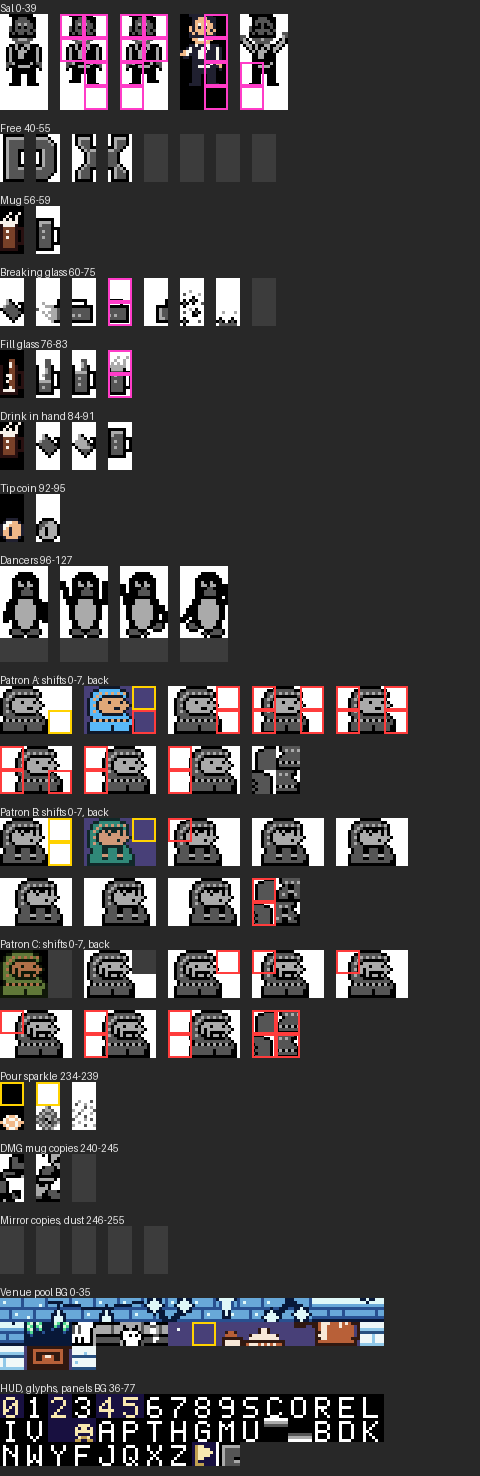 Sal 0-39
Free 40-55
Mug 56-59
Breaking glass 60-75
Fill glass 76-83
Drink in hand 84-91
Tip coin 92-95
Dancers 96-127
Patron A: shifts 0-7, back
Patron B: shifts 0-7, back
Patron C: shifts 0-7, back
Pour sparkle 234-239
DMG mug copies 240-245
Mirror copies, dust 246-255
Venue pool BG 0-35
HUD, glyphs, panels BG 36-77
0123456789SCOREL
IV APTHGMU BDK
NWYFJQXZ